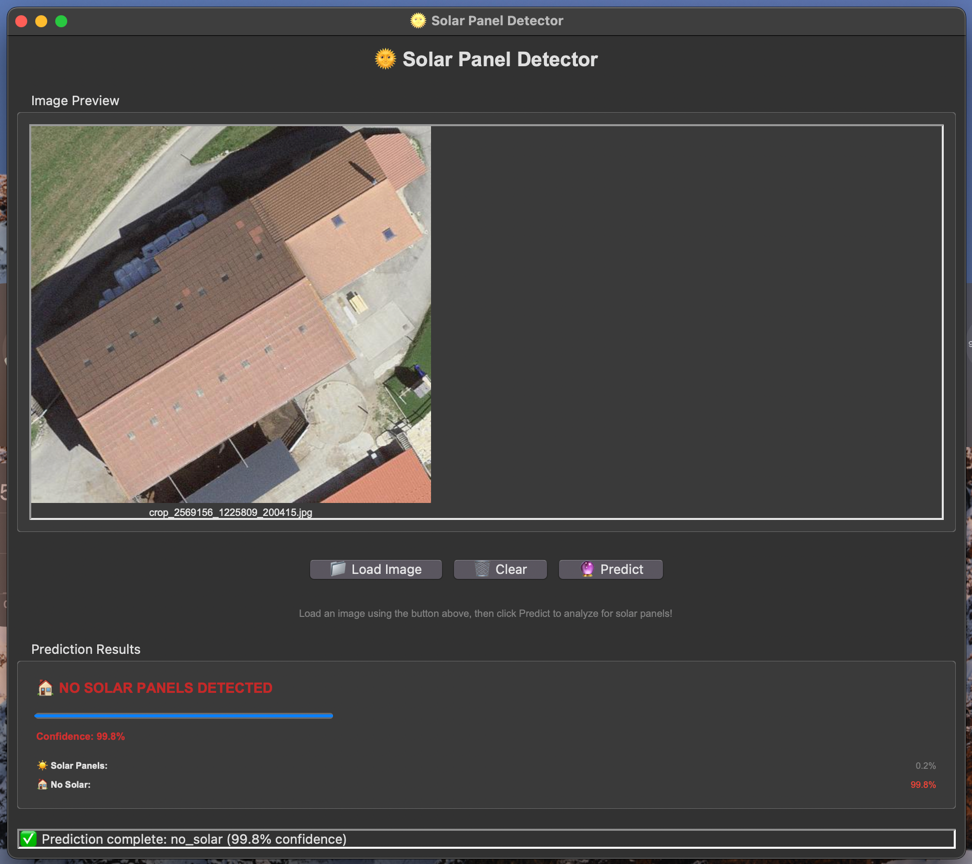 🌞 Solar Panel Detector
🌞 Solar Panel Detector
Image Preview
crop_2569156_1225809_200415.jpg
Load Image
Clear
Predict
Load an image using the button above, then click Predict to analyze for solar panels!
Prediction Results
NO SOLAR PANELS DETECTED
Confidence: 99.8%
Solar Panels: 0.2%
No Solar: 99.8%
Prediction complete: no_solar (99.8% confidence)